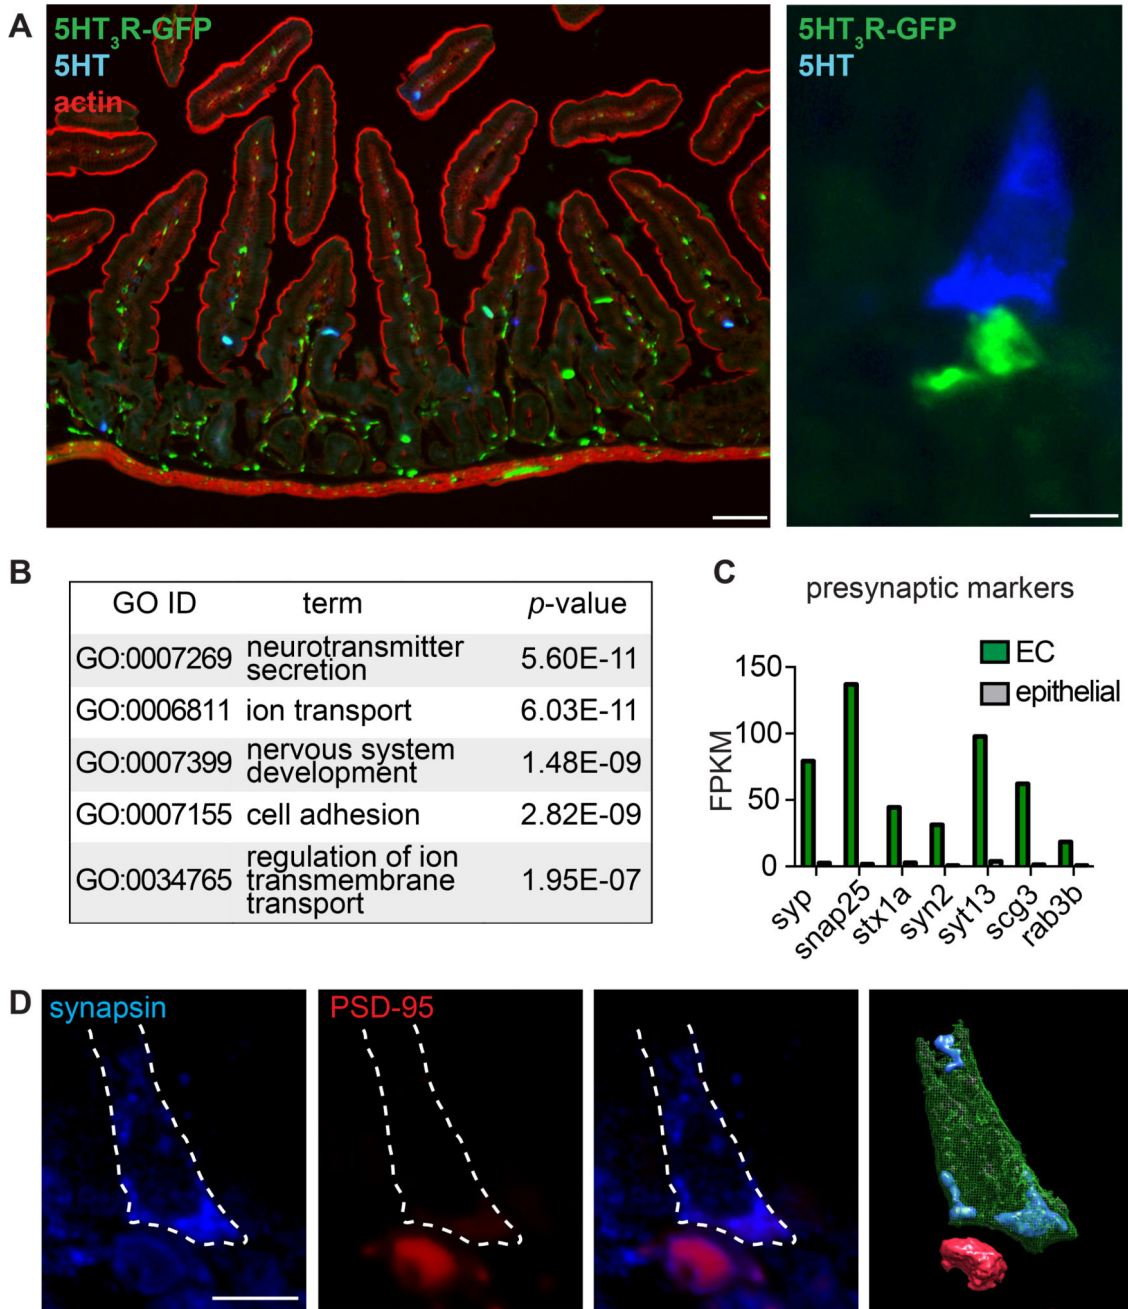 A
5HT3R-GFP
5HT
actin
5HT3R-GFP
5HT
B
GO ID term p-value
GO:0007269 neurotransmitter secretion 5.60E-11
GO:0006811 ion transport 6.03E-11
GO:0007399 nervous system development 1.48E-09
GO:0007155 cell adhesion 2.82E-09
GO:0034765 regulation of ion transmembrane transport 1.95E-07
C
presynaptic markers
EC
epithelial
FPKM
150
100
50
0
syp
snap25
stx1a
syn2
syt13
scg3
rab3b
D
synapsin
PSD-95